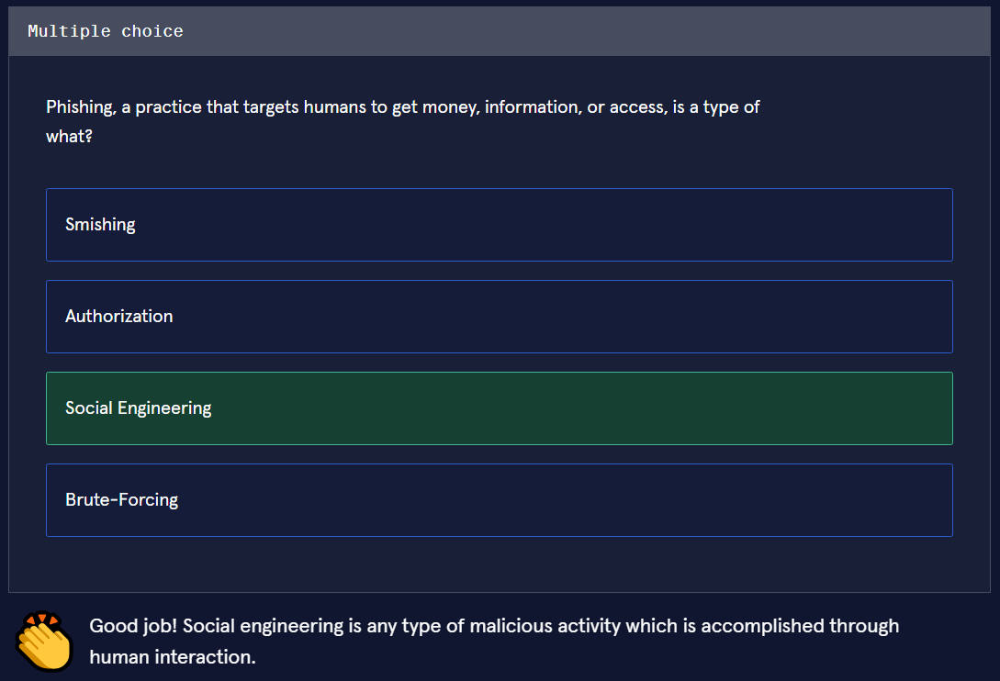 Multiple choice
Phishing, a practice that targets humans to get money, information, or access, is a type of
what?
Smishing
Authorization
Social Engineering
Brute-Forcing
Good job! Social engineering is any type of malicious activity which is accomplished through
human interaction.